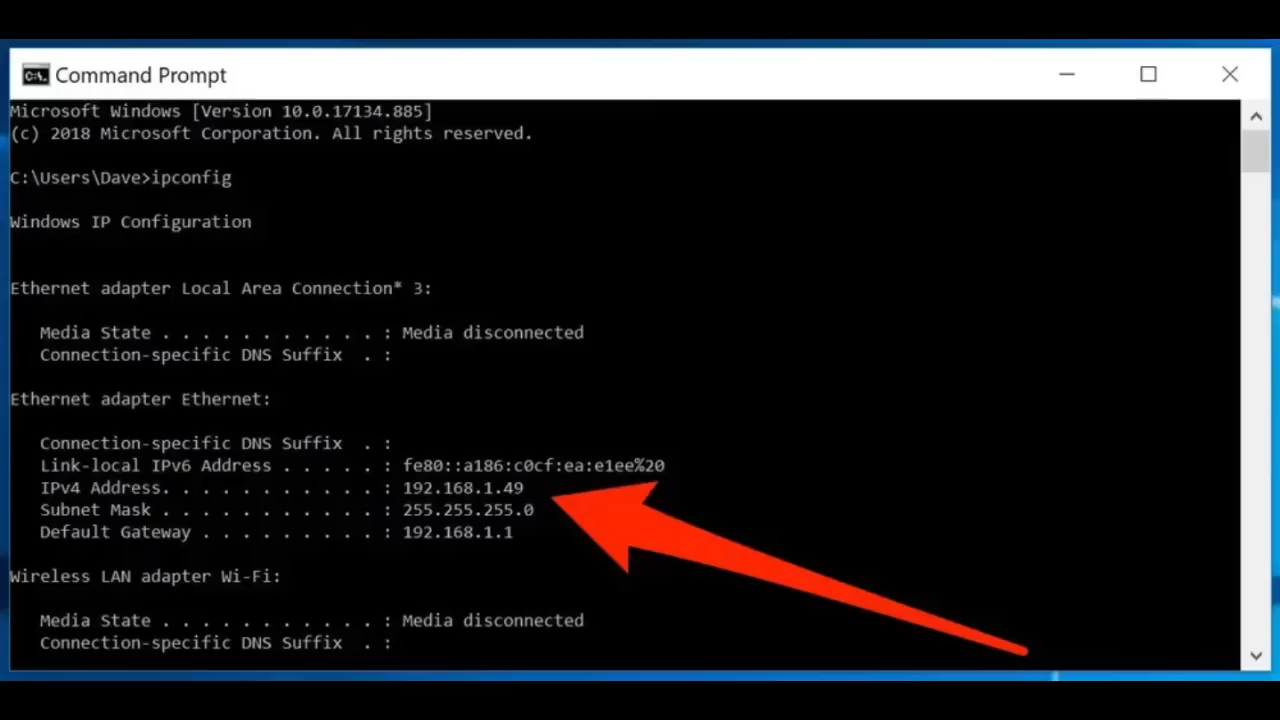 Command Prompt
Microsoft Windows [Version 10.0.17134.885]
(c) 2018 Microsoft Corporation. All rights reserved.
C:\Users\Dave>ipconfig
Windows IP Configuration
Ethernet adapter Local Area Connection* 3:
Media State . . . . . . . . . . . : Media disconnected
Connection-specific DNS Suffix  . :
Ethernet adapter Ethernet:
Connection-specific DNS Suffix  . :
Link-local IPv6 Address . . . . . : fe80::a186:c0cf:ea:e1ee%20
IPv4 Address. . . . . . . . . . . : 192.168.1.49
Subnet Mask . . . . . . . . . . . : 255.255.255.0
Default Gateway . . . . . . . . . : 192.168.1.1
Wireless LAN adapter Wi-Fi:
Media State . . . . . . . . . . . : Media disconnected
Connection-specific DNS Suffix  . :